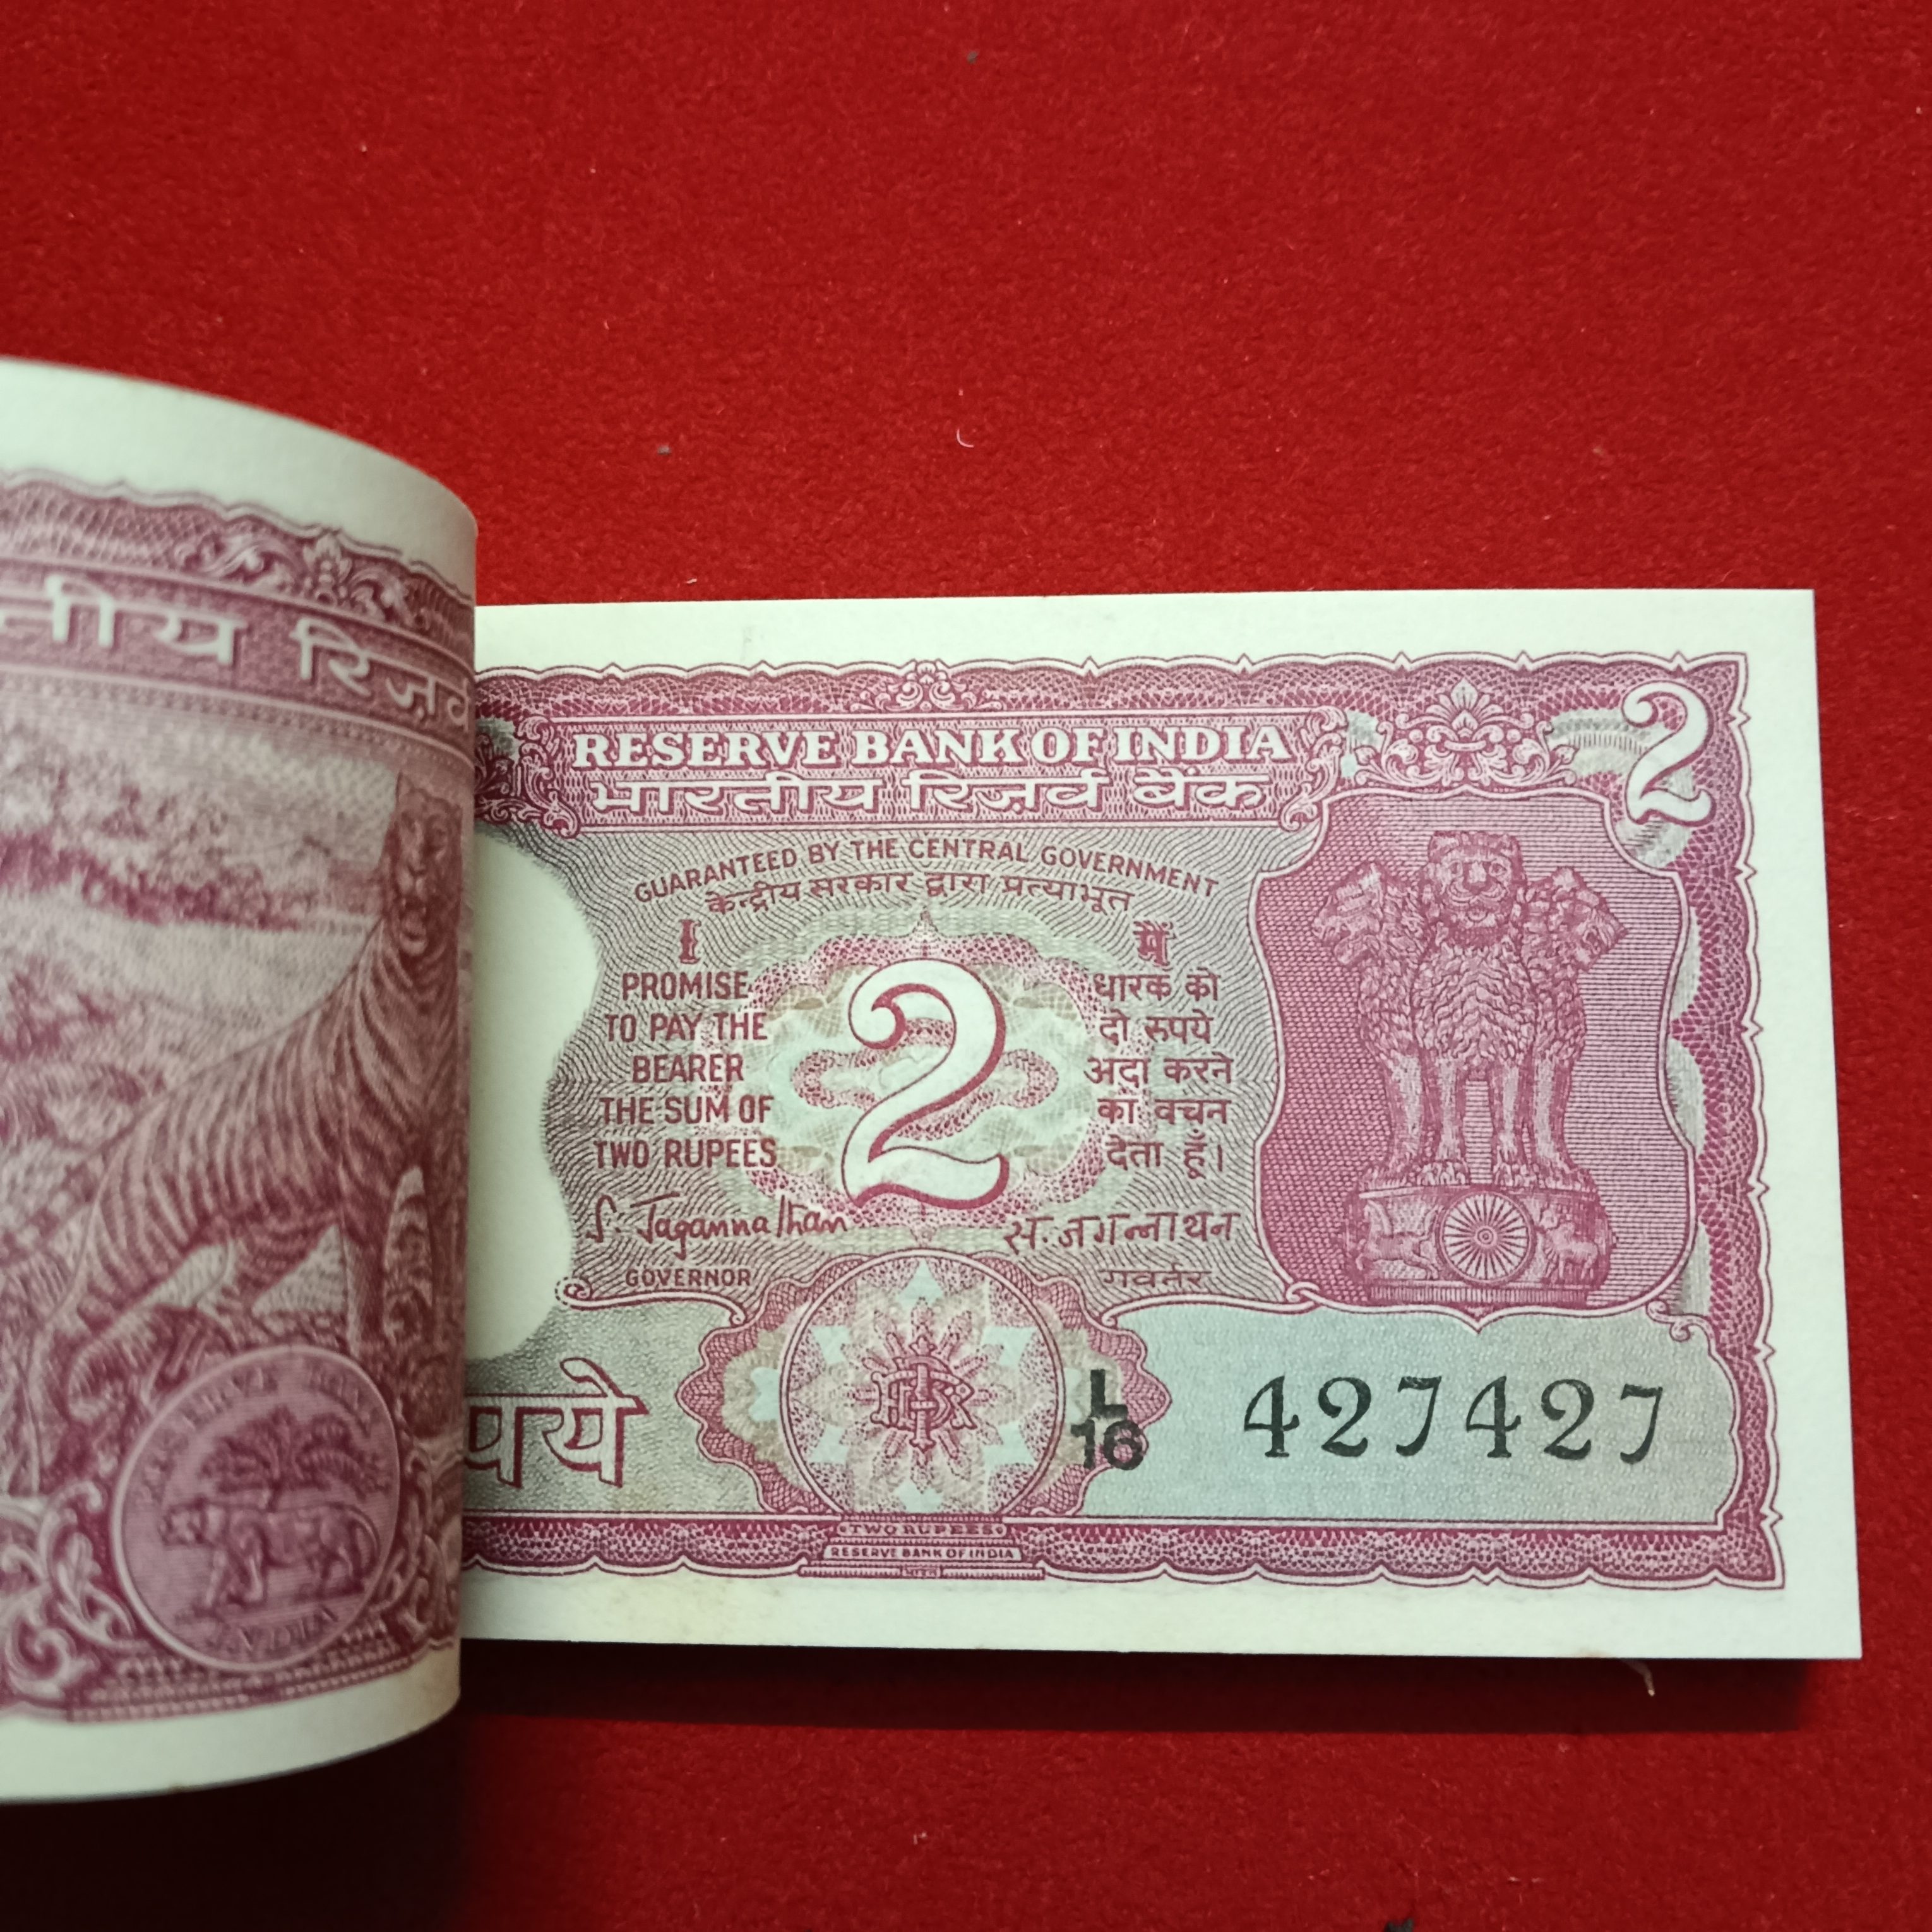 तीय रिज़र्व
RESERVE BANK OF INDIA
भारतीय रिज़र्व बैंक
GUARANTEED BY THE CENTRAL GOVERNMENT
केन्द्रीय सरकार द्वारा प्रत्याभूत
I
PROMISE
TO PAY THE
BEARER
THE SUM OF
TWO RUPEES
S. Jagannathan
GOVERNOR
2
मैं
धारक को
दो रुपये
अदा करने
का वचन
देता हूँ।
स. जगन्नाथन
गवर्नर
2
पये
L
16
427427
TWO RUPEES
RESERVE BANK OF INDIA
INDIA